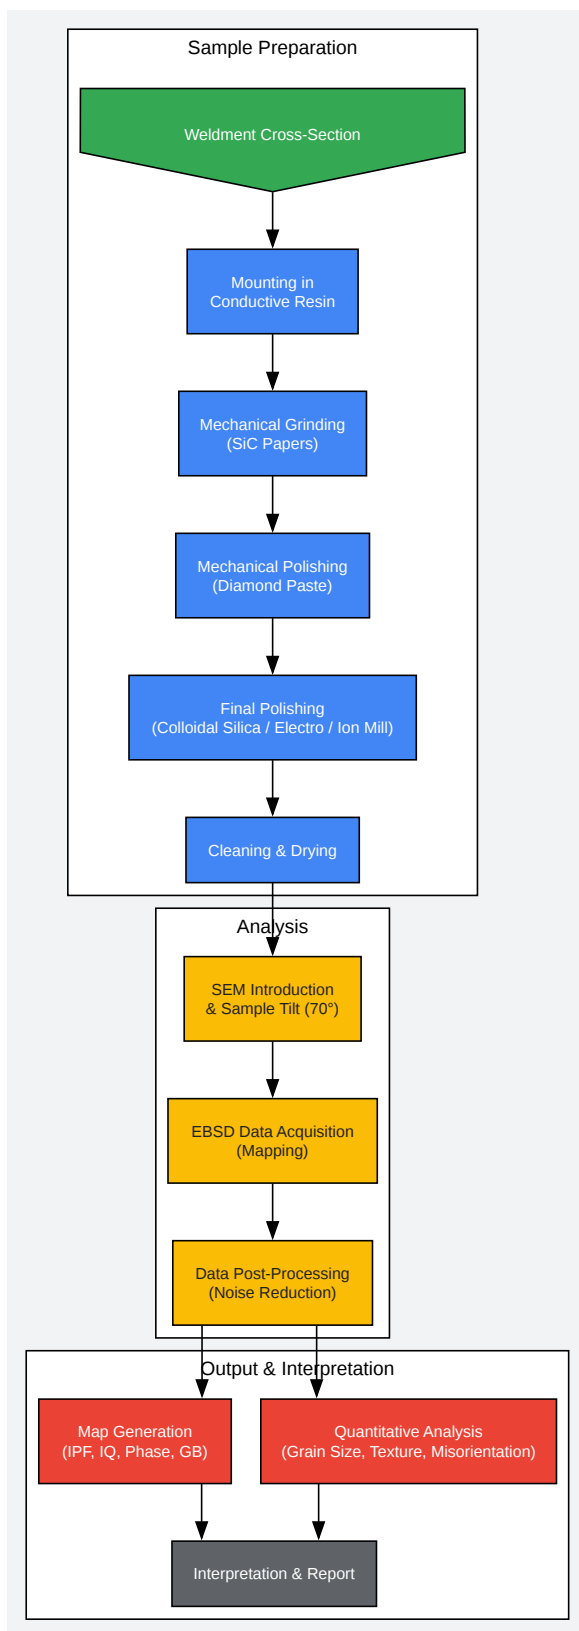 Sample Preparation
Weldment Cross-Section
Mounting in
Conductive Resin
Mechanical Grinding
(SiC Papers)
Mechanical Polishing
(Diamond Paste)
Final Polishing
(Colloidal Silica / Electro / Ion Mill)
Cleaning & Drying
Analysis
SEM Introduction
& Sample Tilt (70°)
EBSD Data Acquisition
(Mapping)
Data Post-Processing
(Noise Reduction)
Output & Interpretation
Map Generation
(IPF, IQ, Phase, GB)
Quantitative Analysis
(Grain Size, Texture, Misorientation)
Interpretation & Report